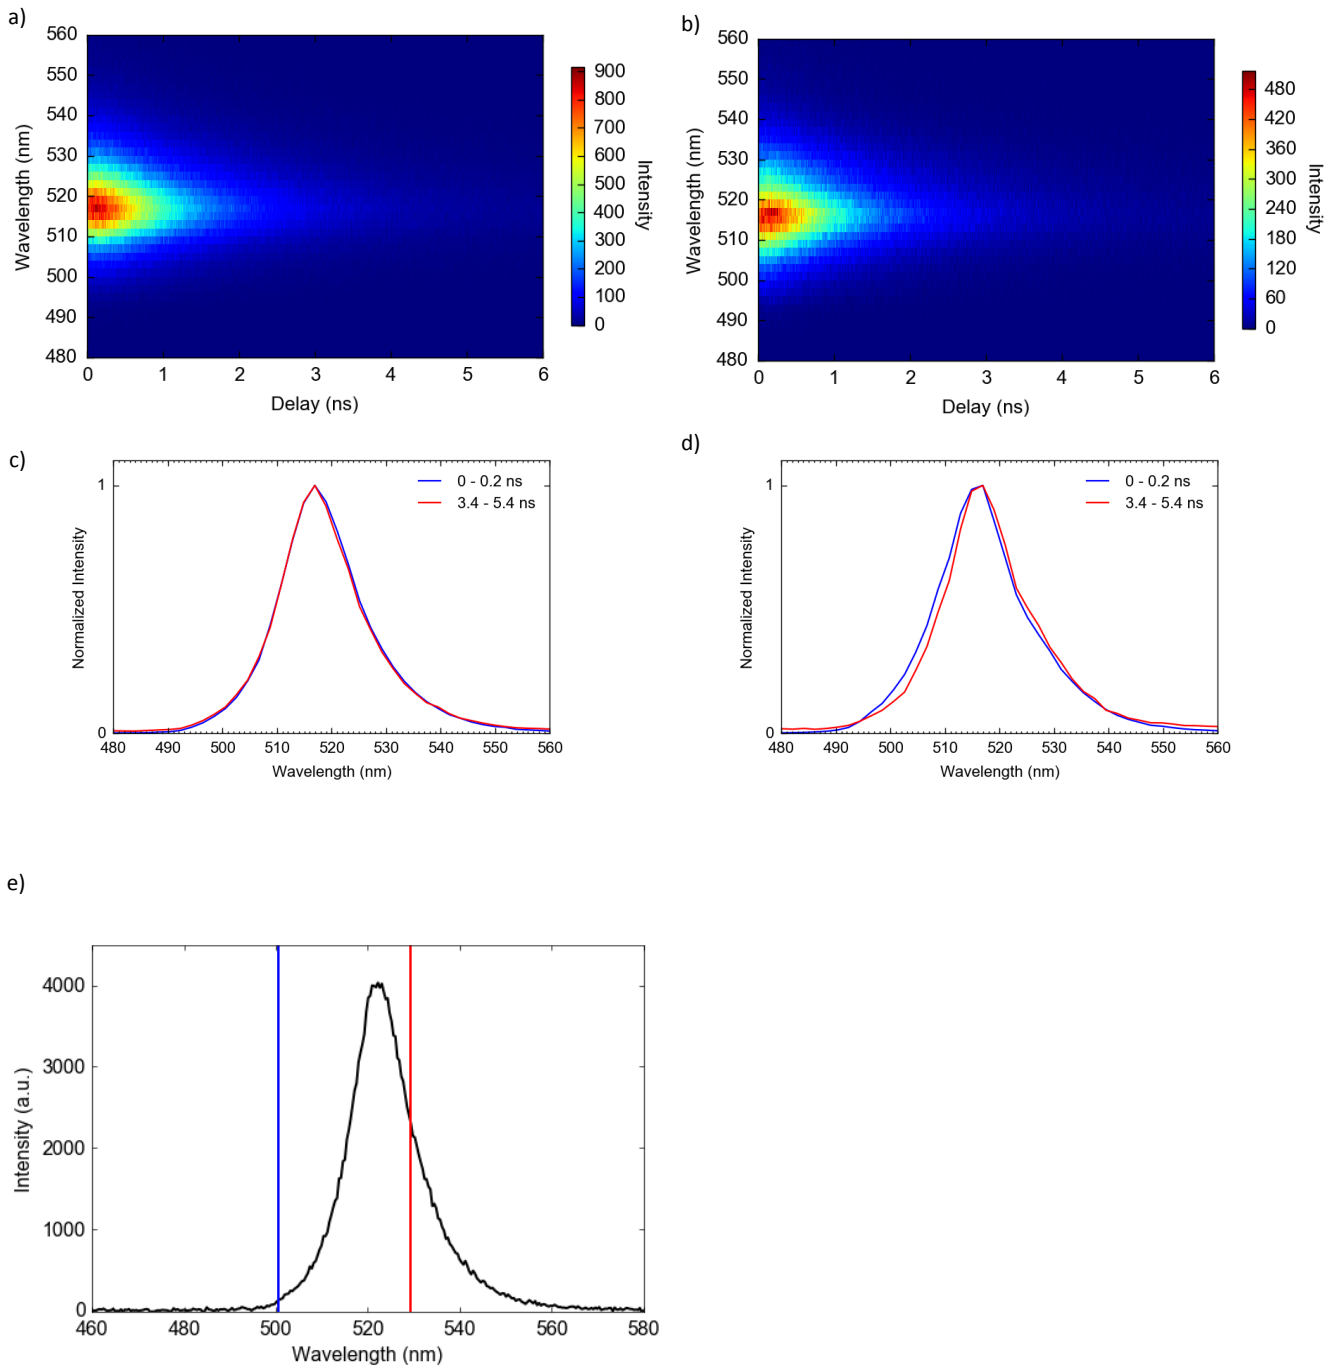 a)
560
550
540
530
520
510
500
490
480
Wavelength (nm)
0 1 2 3 4 5 6
Delay (ns)
900
800
700
600
500
400
300
200
100
0
Intensity
b)
560
550
540
530
520
510
500
490
480
Wavelength (nm)
0 1 2 3 4 5 6
Delay (ns)
480
420
360
300
240
180
120
60
0
Intensity
c)
1
0
Normalized Intensity
0 - 0.2 ns
3.4 - 5.4 ns
480 490 500 510 520 530 540 550 560
Wavelength (nm)
d)
1
0
Normalized Intensity
0 - 0.2 ns
3.4 - 5.4 ns
480 490 500 510 520 530 540 550 560
Wavelength (nm)
e)
4000
3000
2000
1000
0
Intensity (a.u.)
460 480 500 520 540 560 580
Wavelength (nm)